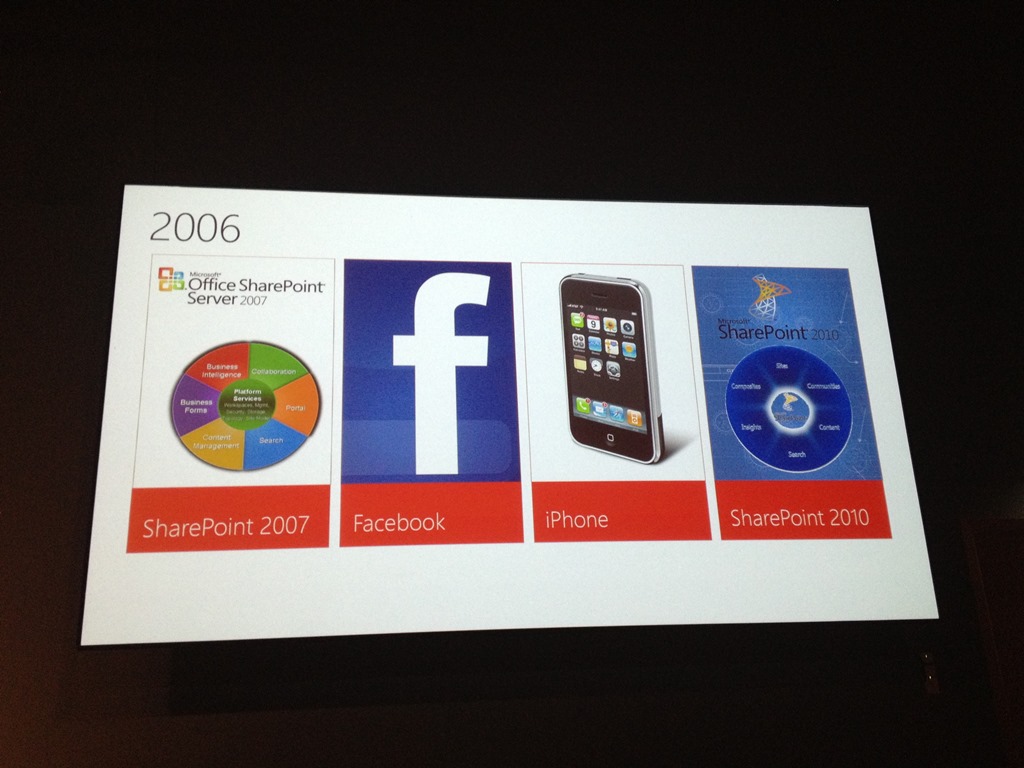 2006
Microsoft
Office SharePoint
Server 2007
Business
Intelligence
Collaboration
Platform
Services
Business
Forms
Portal
Content
Management
Search
SharePoint 2007
Facebook
9
iPhone
Microsoft
SharePoint 2010
Sites
Composites
Communities
Insights
Content
Search
SharePoint 2010